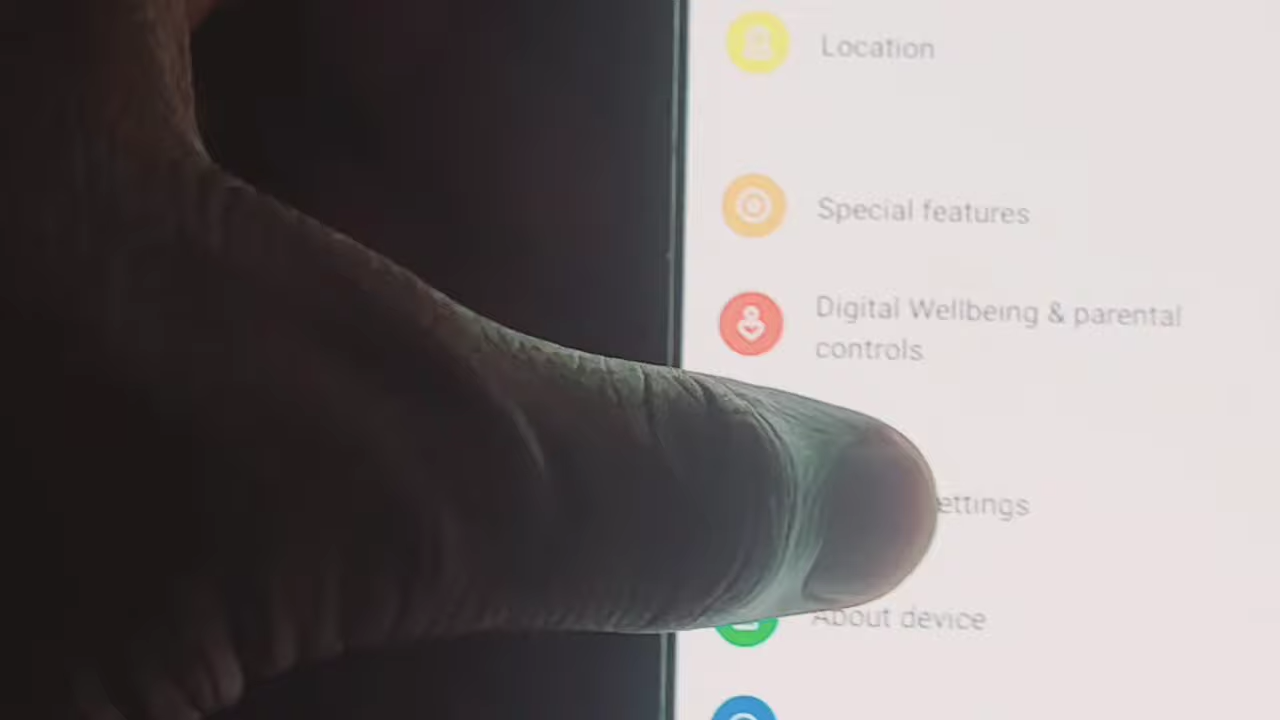 Location
Special features
Digital Wellbeing & parental
controls
ettings
About device